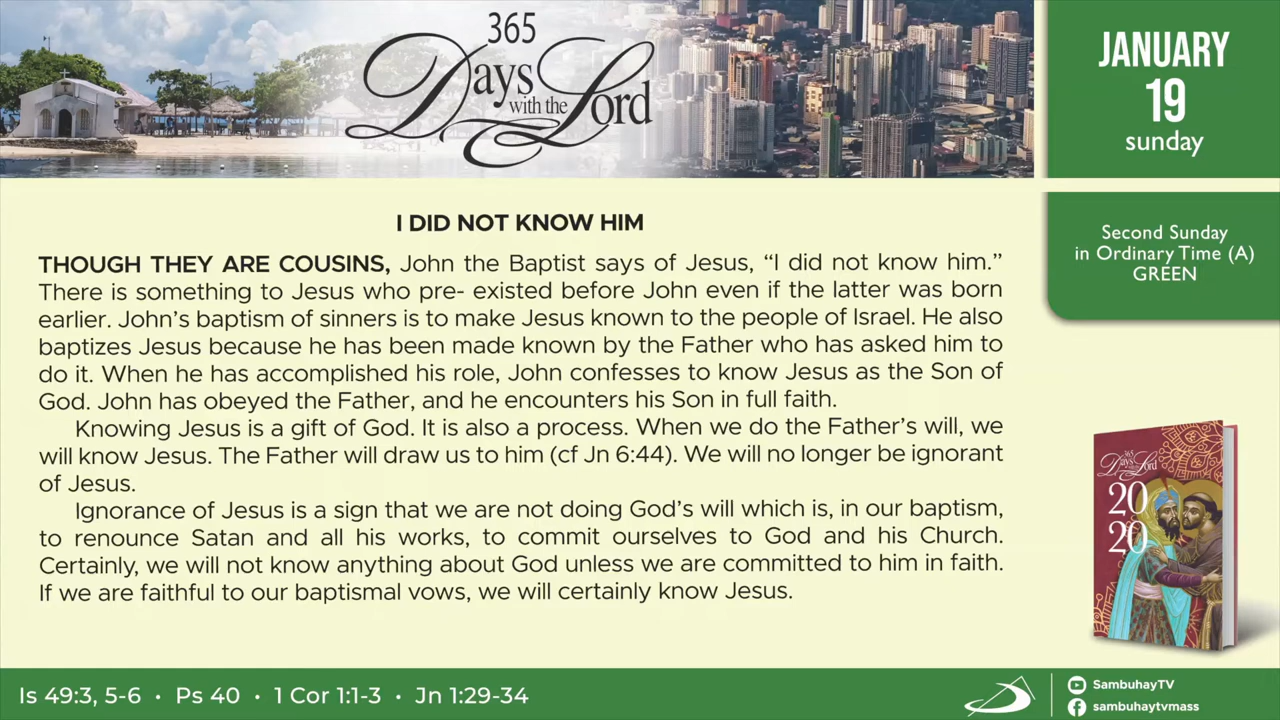 365
Days
with the
Lord
JANUARY
19
sunday
Second Sunday
in Ordinary Time (A)
GREEN
I DID NOT KNOW HIM
THOUGH THEY ARE COUSINS, John the Baptist says of Jesus, “I did not know him.”
There is something to Jesus who pre- existed before John even if the latter was born
earlier. John’s baptism of sinners is to make Jesus known to the people of Israel. He also
baptizes Jesus because he has been made known by the Father who has asked him to
do it. When he has accomplished his role, John confesses to know Jesus as the Son of
God. John has obeyed the Father, and he encounters his Son in full faith.
Knowing Jesus is a gift of God. It is also a process. When we do the Father’s will, we
will know Jesus. The Father will draw us to him (cf Jn 6:44). We will no longer be ignorant
of Jesus.
Ignorance of Jesus is a sign that we are not doing God’s will which is, in our baptism,
to renounce Satan and all his works, to commit ourselves to God and his Church.
Certainly, we will not know anything about God unless we are committed to him in faith.
If we are faithful to our baptismal vows, we will certainly know Jesus.
365
Days with the Lord
20
20
Is 49:3, 5-6 • Ps 40 • 1 Cor 1:1-3 • Jn 1:29-34
SambuhayTV
sambuhaytvmass